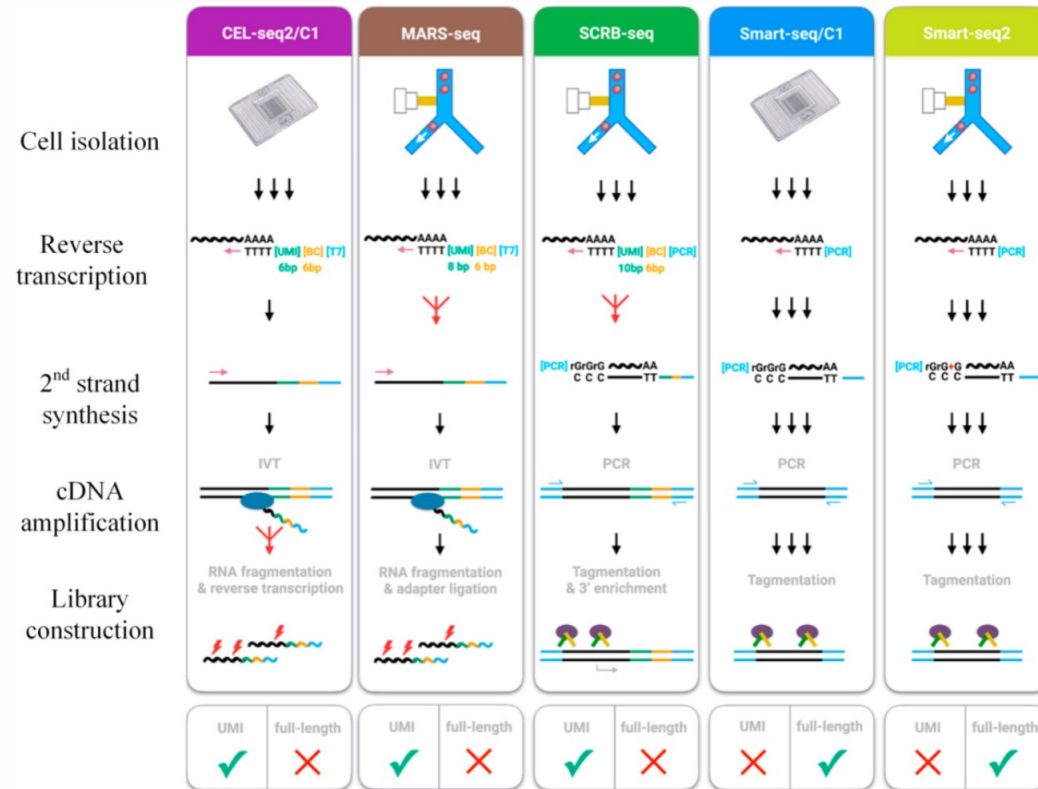 CEL-seq2/C1 MARS-seq SCRB-seq Smart-seq/C1 Smart-seq2
Cell isolation
Reverse
transcription
AAAA
TTTT [UMI] [BC] [T7]
6bp 6bp
AAAA
TTTT [UMI] [BC] [T7]
8 bp 6 bp
AAAA
TTTT [UMI] [BC] [PCR]
10bp 6bp
AAAA
TTTT [PCR]
AAAA
TTTT [PCR]
2nd strand
synthesis
[PCR] rGrGrG AA
C C C TT
[PCR] rGrGrG AA
C C C TT
[PCR] rGrG+G AA
C C C TT
IVT IVT PCR PCR PCR
cDNA
amplification
Library
construction
RNA fragmentation
& reverse transcription
RNA fragmentation
& adapter ligation
Tagmentation
& 3' enrichment
Tagmentation
Tagmentation
UMI full-length UMI full-length UMI full-length UMI full-length UMI full-length